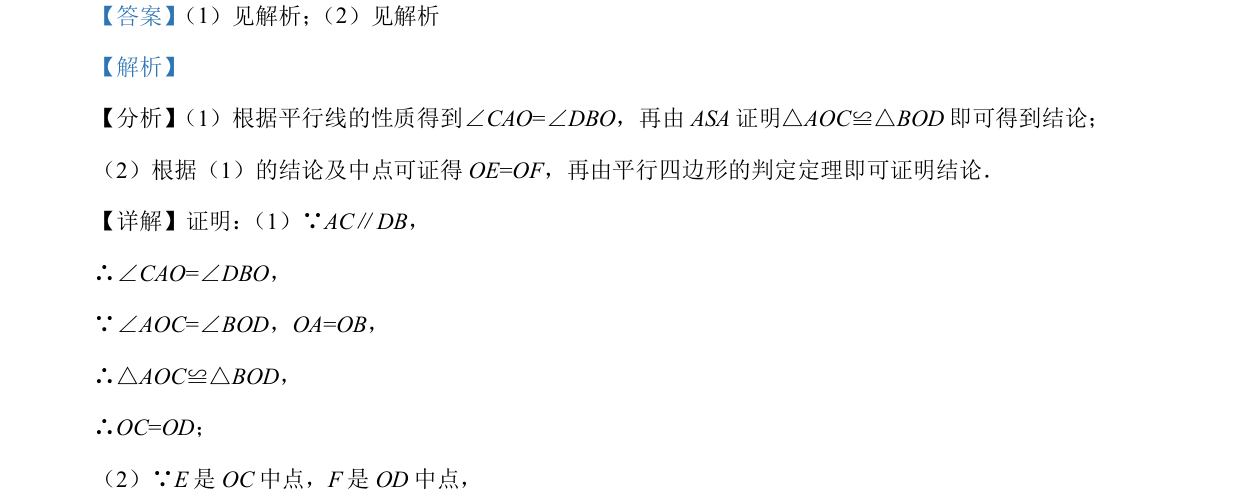 【答案】（1）见解析；（2）见解析
【解析】
【分析】（1）根据平行线的性质得到∠CAO=∠DBO，再由 ASA 证明△AOC≌△BOD 即可得到结论；
（2）根据（1）的结论及中点可证得 OE=OF，再由平行四边形的判定定理即可证明结论．
【详解】证明：（1）∵AC∥DB，
∴∠CAO=∠DBO，
∵∠AOC=∠BOD，OA=OB，
∴△AOC≌△BOD，
∴OC=OD；
（2）∵E 是 OC 中点，F 是 OD 中点，